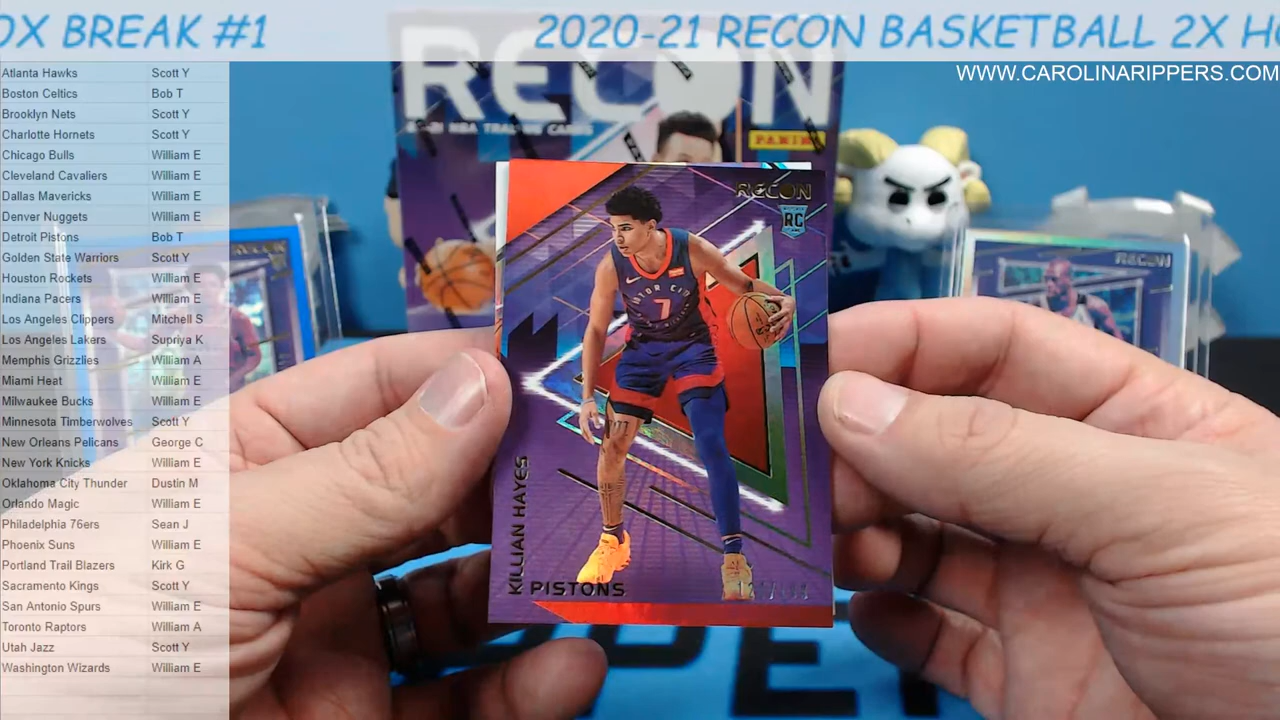 OX BREAK #1
2020-21 RECON BASKETBALL 2X HO
WWW.CAROLINARIPPERS.COM
Atlanta Hawks Scott Y
Boston Celtics Bob T
Brooklyn Nets Scott Y
Charlotte Hornets Scott Y
Chicago Bulls William E
Cleveland Cavaliers William E
Dallas Mavericks William E
Denver Nuggets William E
Detroit Pistons Bob T
Golden State Warriors Scott Y
Houston Rockets William E
Indiana Pacers William E
Los Angeles Clippers Mitchell S
Los Angeles Lakers Supriya K
Memphis Grizzlies William A
Miami Heat William E
Milwaukee Bucks William E
Minnesota Timberwolves Scott Y
New Orleans Pelicans George C
New York Knicks William E
Oklahoma City Thunder Dustin M
Orlando Magic William E
Philadelphia 76ers Sean J
Phoenix Suns William E
Portland Trail Blazers Kirk G
Sacramento Kings Scott Y
San Antonio Spurs William E
Toronto Raptors William A
Utah Jazz Scott Y
Washington Wizards William E
RECON
NBA TRADING CARDS
PANINI
RECON
RC
7
KILLIAN HAYES
PISTONS
RECON